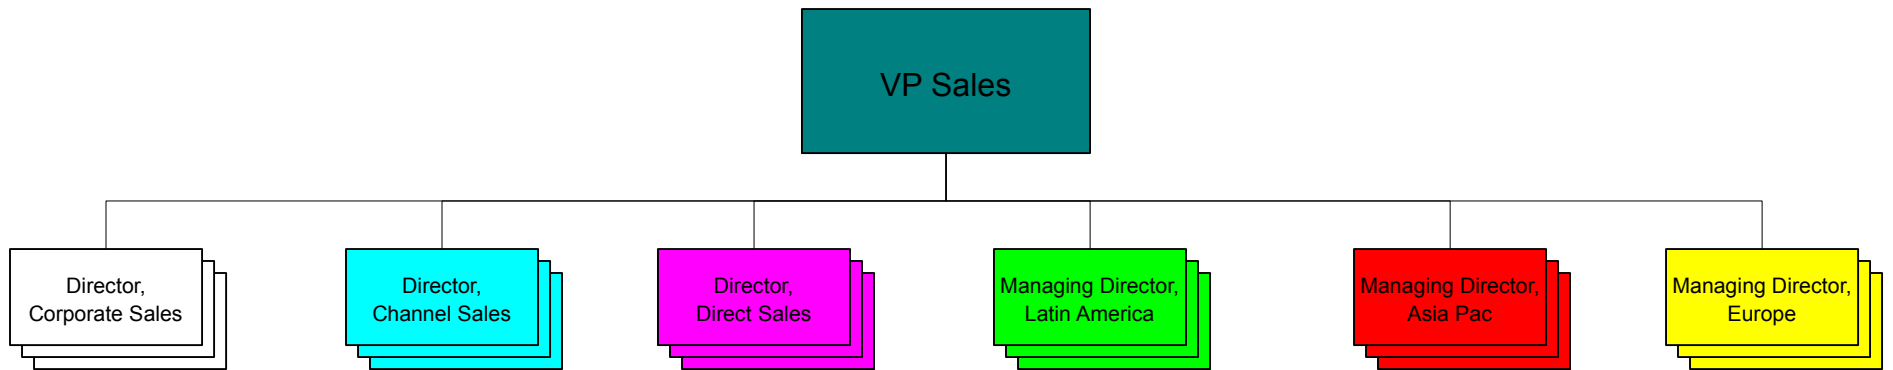 VP Sales
Director,
Corporate Sales
Director,
Channel Sales
Director,
Direct Sales
Managing Director,
Latin America
Managing Director,
Asia Pac
Managing Director,
Europe